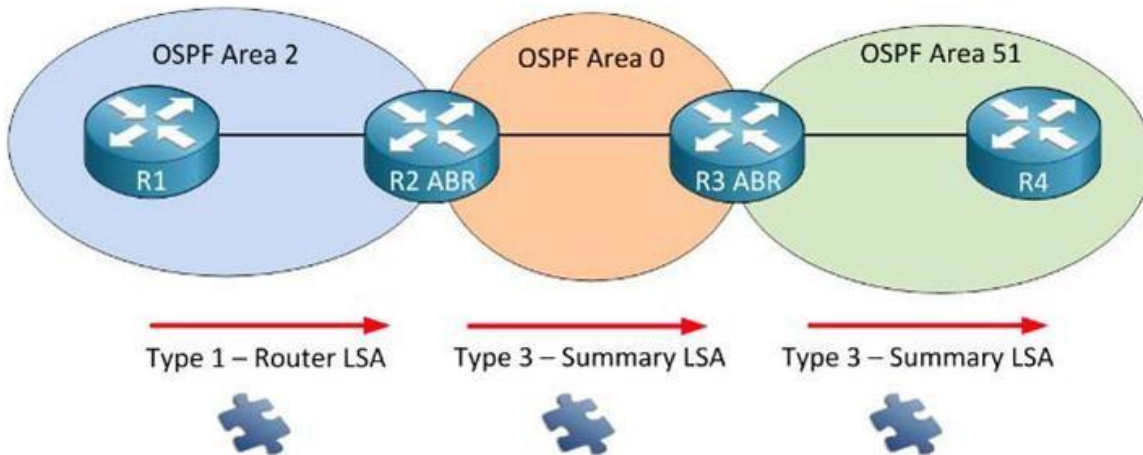 OSPF Area 2
OSPF Area 0
OSPF Area 51
R1
R2 ABR
R3 ABR
R4
Type 1 – Router LSA
Type 3 – Summary LSA
Type 3 – Summary LSA